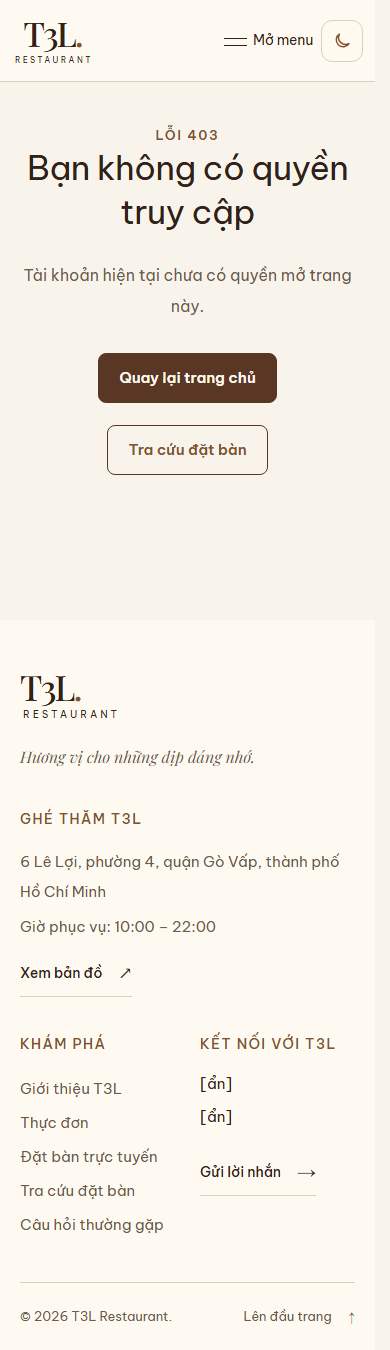 T3L.
RESTAURANT
Mở menu
LỖI 403
Bạn không có quyền
truy cập
Tài khoản hiện tại chưa có quyền mở trang
này.
Quay lại trang chủ
Tra cứu đặt bàn
T3L.
RESTAURANT
Hương vị cho những dịp đáng nhớ.
GHÉ THĂM T3L
6 Lê Lợi, phường 4, quận Gò Vấp, thành phố
Hồ Chí Minh
Giờ phục vụ: 10:00 – 22:00
Xem bản đồ ↗
KHÁM PHÁ
Giới thiệu T3L
Thực đơn
Đặt bàn trực tuyến
Tra cứu đặt bàn
Câu hỏi thường gặp
KẾT NỐI VỚI T3L
[ẩn]
[ẩn]
Gửi lời nhắn →
© 2026 T3L Restaurant.
Lên đầu trang ↑